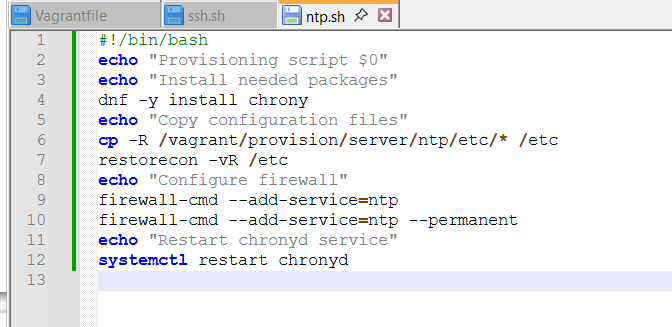 Vagrantfile ssh.sh ntp.sh
1 #!/bin/bash
2 echo "Provisioning script $0"
3 echo "Install needed packages"
4 dnf -y install chrony
5 echo "Copy configuration files"
6 cp -R /vagrant/provision/server/ntp/etc/* /etc
7 restorecon -vR /etc
8 echo "Configure firewall"
9 firewall-cmd --add-service=ntp
10 firewall-cmd --add-service=ntp --permanent
11 echo "Restart chronyd service"
12 systemctl restart chronyd
13